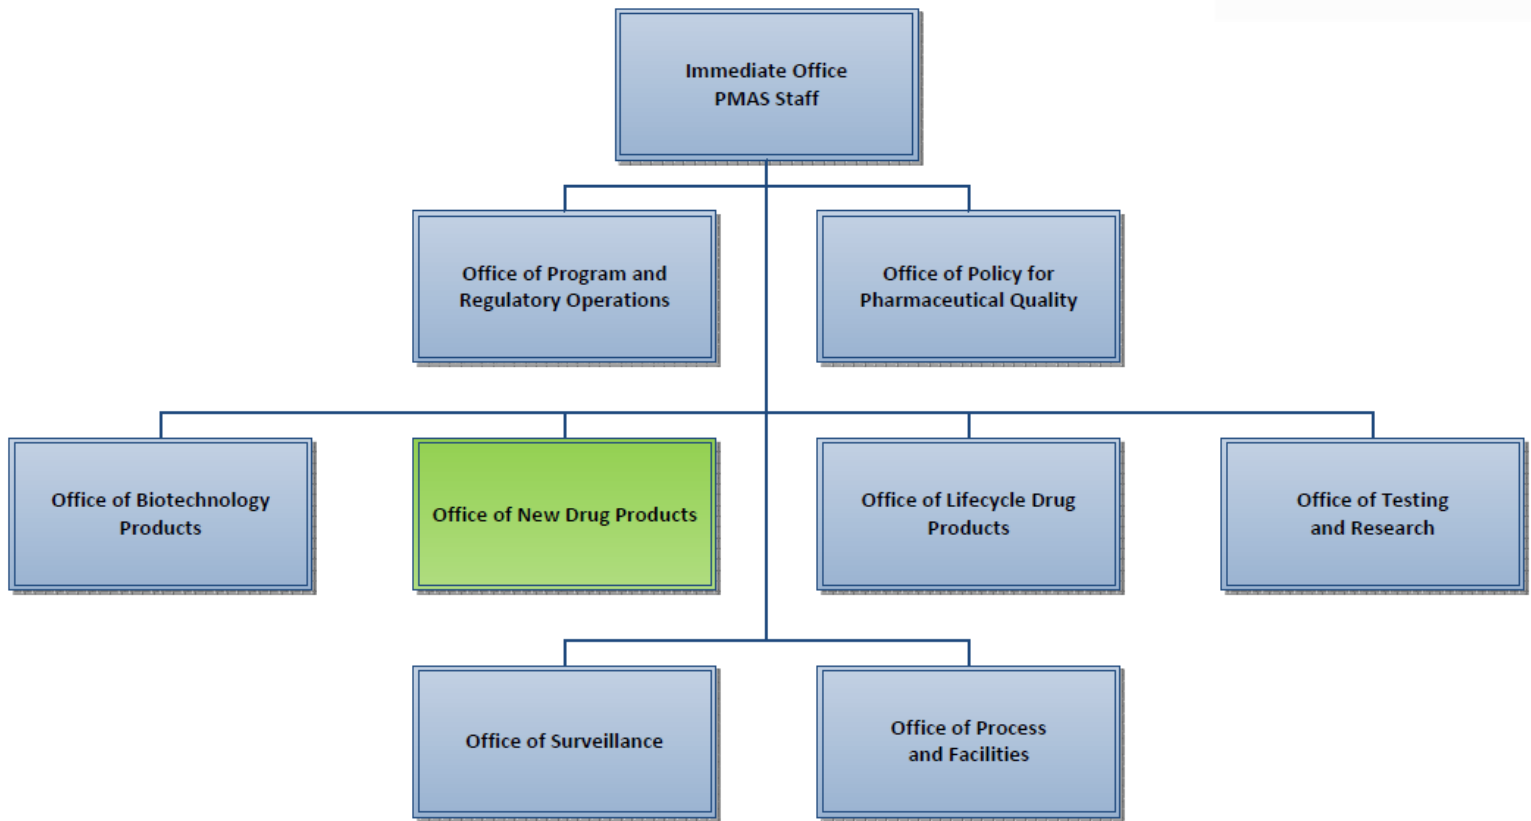 Immediate Office
PMAS Staff
Office of Program and
Regulatory Operations
Office of Policy for
Pharmaceutical Quality
Office of Biotechnology
Products
Office of New Drug Products
Office of Lifecycle Drug
Products
Office of Testing
and Research
Office of Surveillance
Office of Process
and Facilities